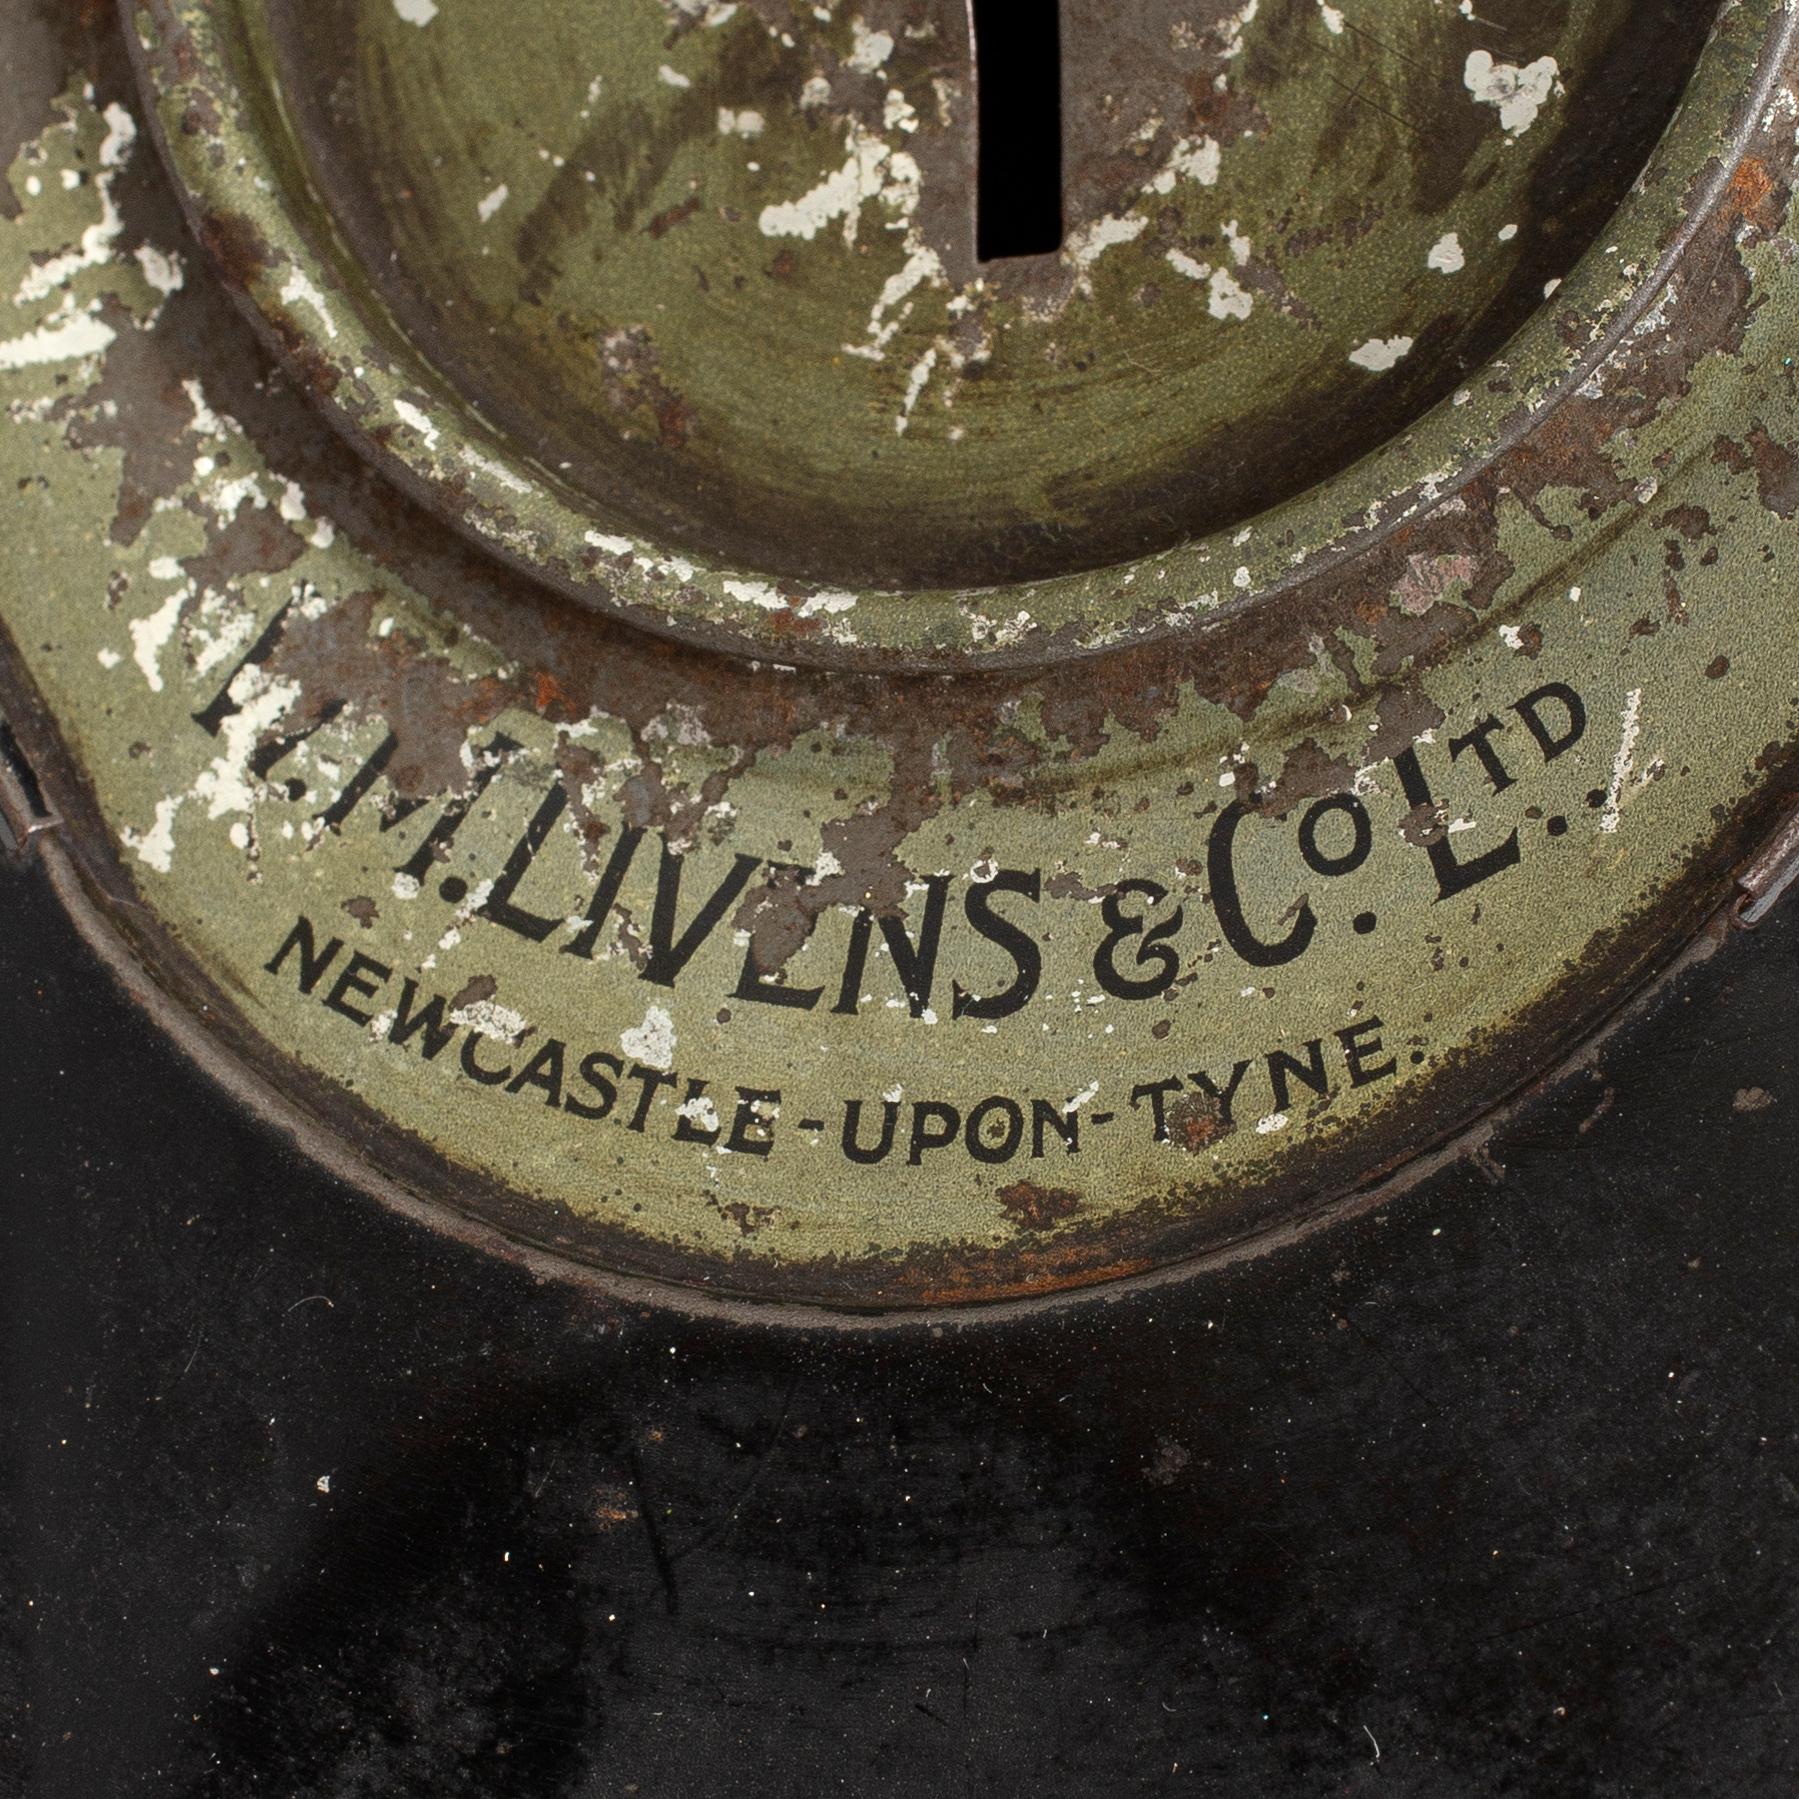 M. LIVENS & Co. LTD.
NEWCASTLE-UPON-TYNE.